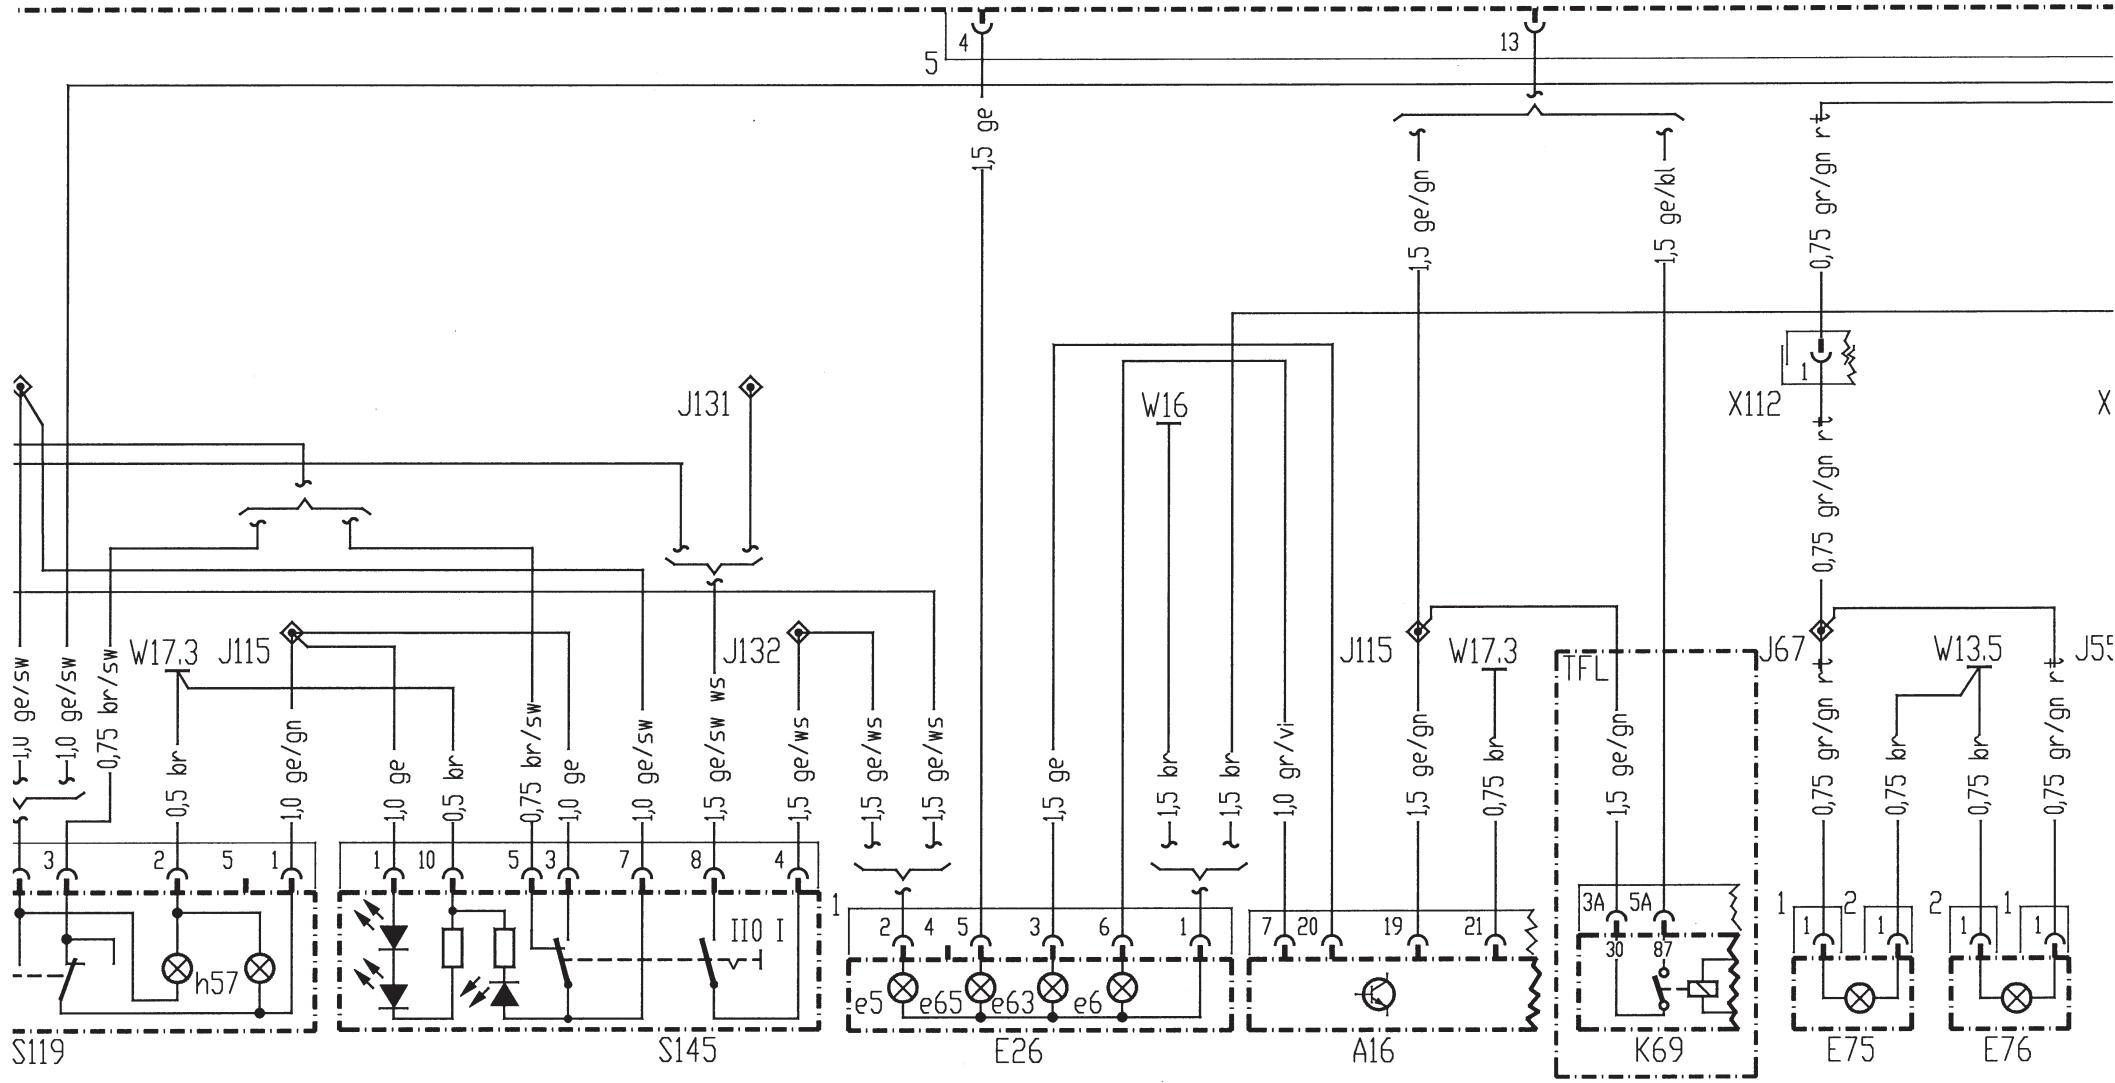 4
13
5
1,5 ge
1,5 ge/gn
1,5 ge/bl
0,75 gr/gn rt
1
X112
X
J131
W16
0,75 gr/gn rt
W17.3
J115
J132
J115
W17.3
TFL
J67
W13.5
J55
1,0 ge/sw
1,0 ge/sw
0,75 br/sw
0,5 br
1,0 ge/gn
1,0 ge
0,5 br
0,75 br/sw
1,0 ge
1,0 ge/sw
1,5 ge/sw ws
1,5 ge/ws
1,5 ge/ws
1,5 ge/ws
1,5 ge
1,5 br
1,5 br
1,0 gr/vi
1,5 ge/gn
0,75 br
1,5 ge/gn
0,75 gr/gn rt
0,75 br
0,75 br
0,75 gr/gn rt
3 2 5 1
1 10 5 3 7 8 4
1
2 4 5 3 6 1
7 20 19 21
3A 5A
30 87
1 2
1 1
2 1
1 1
h57
II0 I
e5 e65 e63 e6
S119
S145
E26
A16
K69
E75
E76